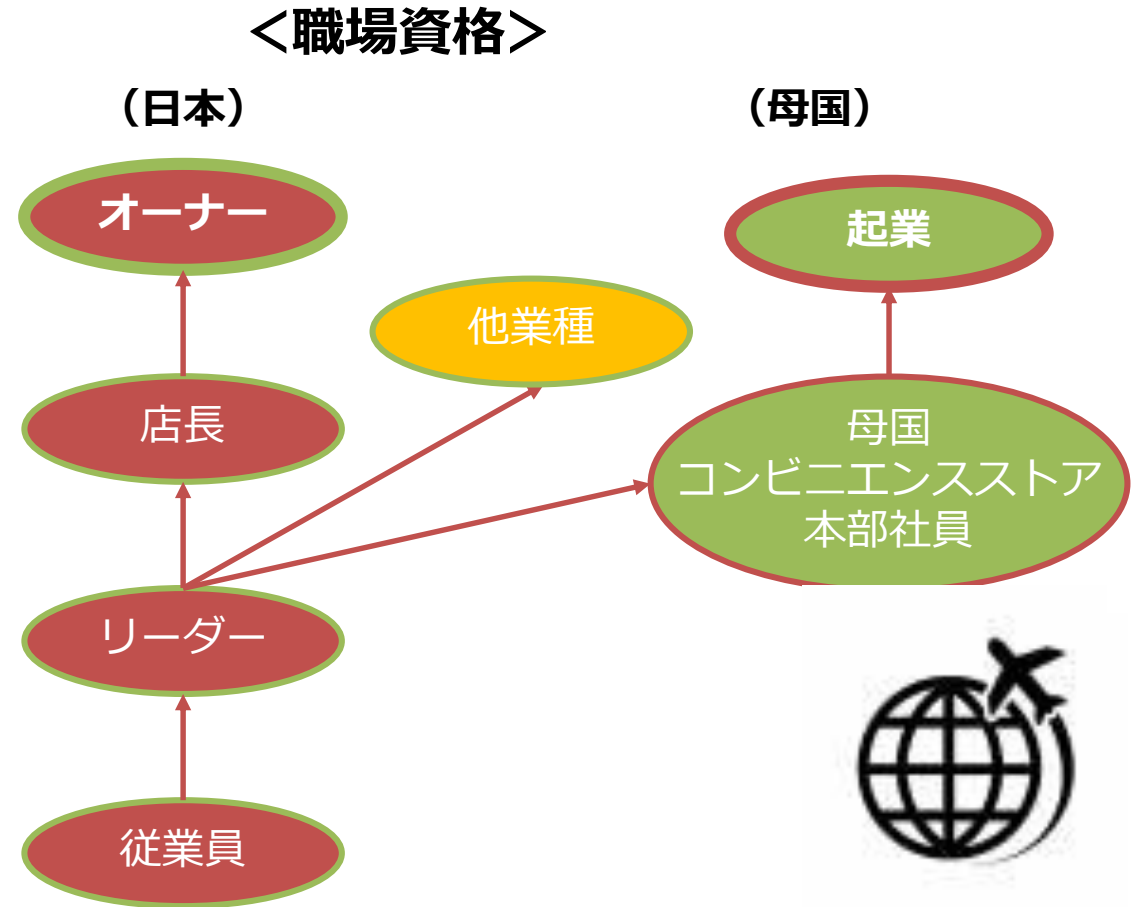 ＜職場資格＞
（日本）
（母国）
オーナー
起業
他業種
店長
母国
コンビニエンスストア
本部社員
リーダー
従業員